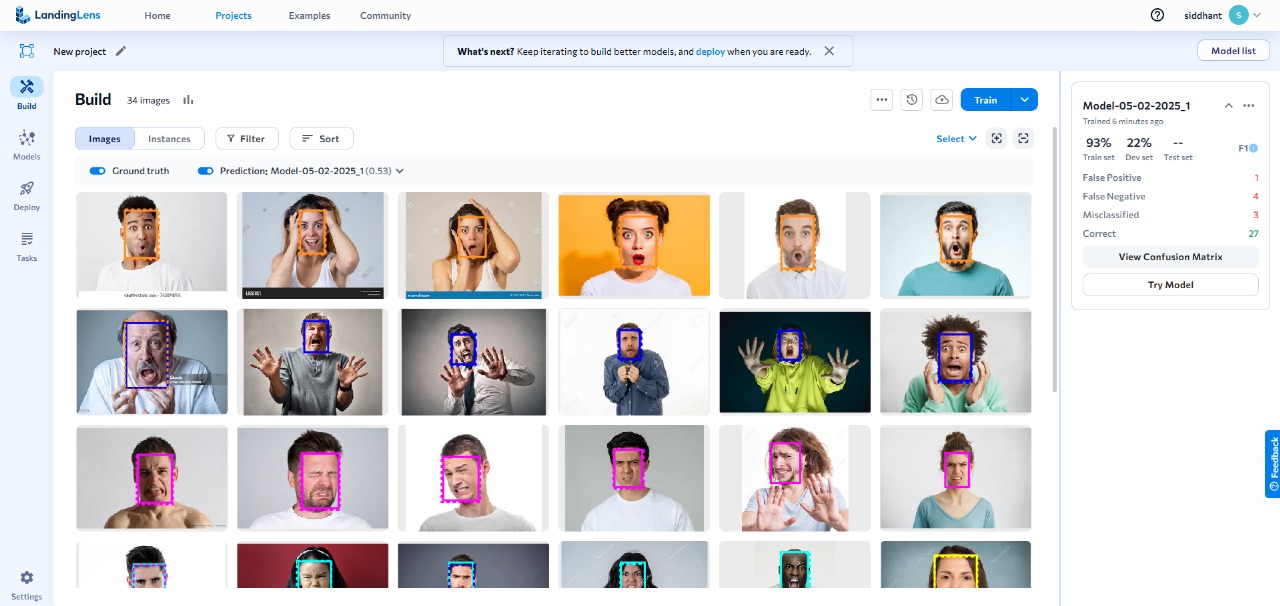 LandingLens
Home
Projects
Examples
Community
siddhant
S
New project
What's next? Keep iterating to build better models, and deploy when you are ready.
Model list
Build
Models
Deploy
Tasks
Settings
Build
34 images
Train
Images
Instances
Filter
Sort
Select
Ground truth
Prediction: Model-05-02-2025_1 (0.53)
Model-05-02-2025_1
Trained 6 minutes ago
93%
22%
--
F1
Train set
Dev set
Test set
False Positive 1
False Negative 4
Misclassified 3
Correct 27
View Confusion Matrix
Try Model
Feedback